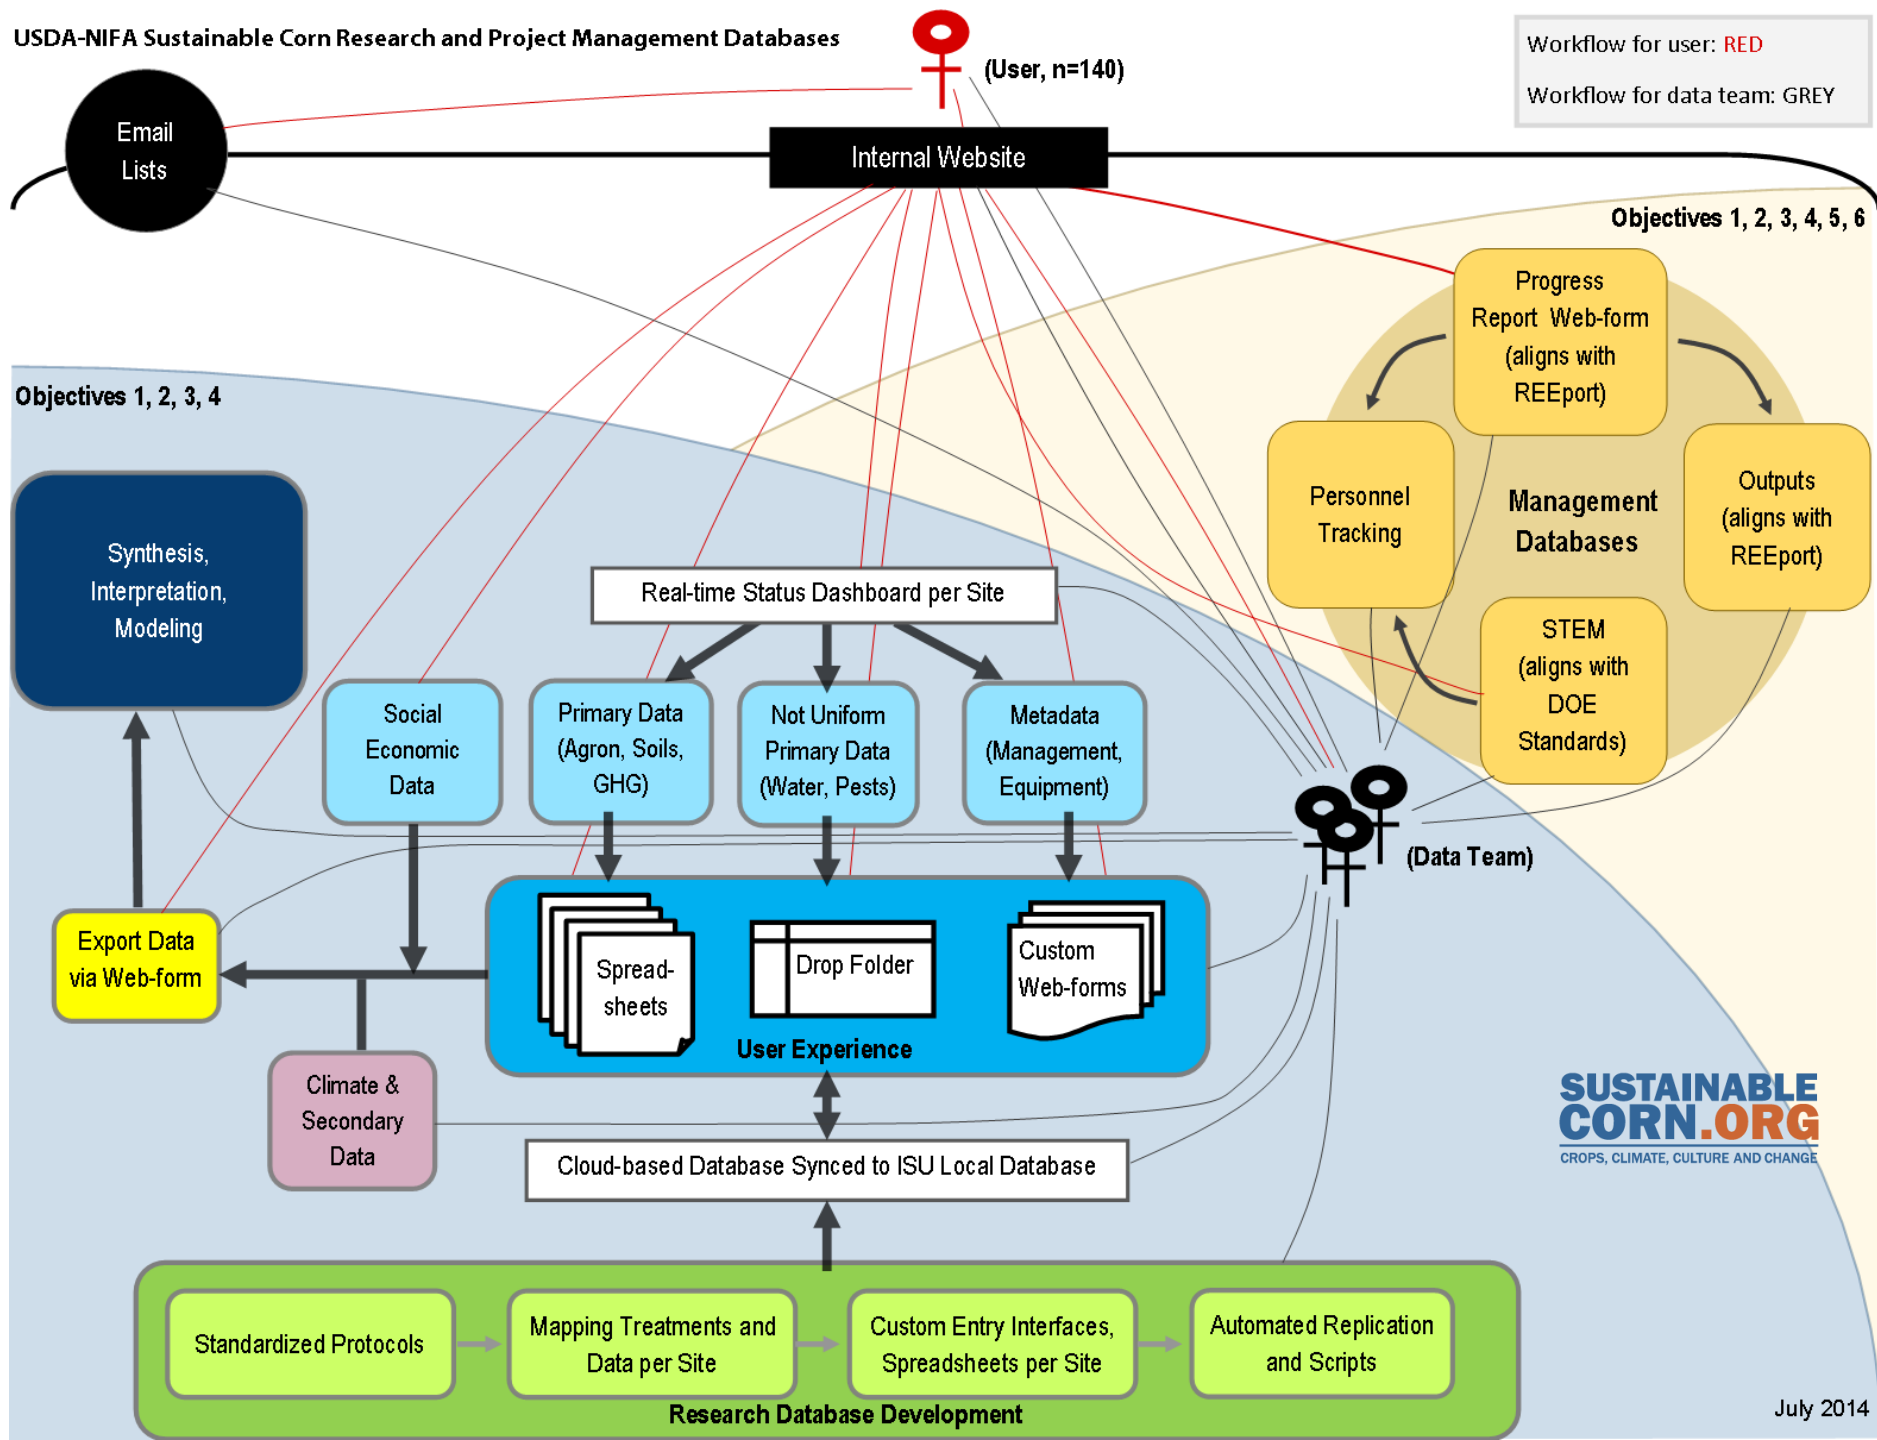 USDA-NIFA Sustainable Corn Research and Project Management Databases
(User, n=140)
Workflow for user: RED
Workflow for data team: GREY
Email
Lists
Internal Website
Objectives 1, 2, 3, 4, 5, 6
Progress
Report Web-form
(aligns with
REEport)
Personnel
Tracking
Management
Databases
Outputs
(aligns with
REEport)
STEM
(aligns with
DOE
Standards)
Objectives 1, 2, 3, 4
Synthesis,
Interpretation,
Modeling
Real-time Status Dashboard per Site
Social
Economic
Data
Primary Data
(Agron, Soils,
GHG)
Not Uniform
Primary Data
(Water, Pests)
Metadata
(Management,
Equipment)
(Data Team)
Export Data
via Web-form
Spread-
sheets
Drop Folder
Custom
Web-forms
User Experience
Climate &
Secondary
Data
Cloud-based Database Synced to ISU Local Database
SUSTAINABLE
CORN.ORG
CROPS, CLIMATE, CULTURE AND CHANGE
Standardized Protocols
Mapping Treatments and
Data per Site
Custom Entry Interfaces,
Spreadsheets per Site
Automated Replication
and Scripts
Research Database Development
July 2014